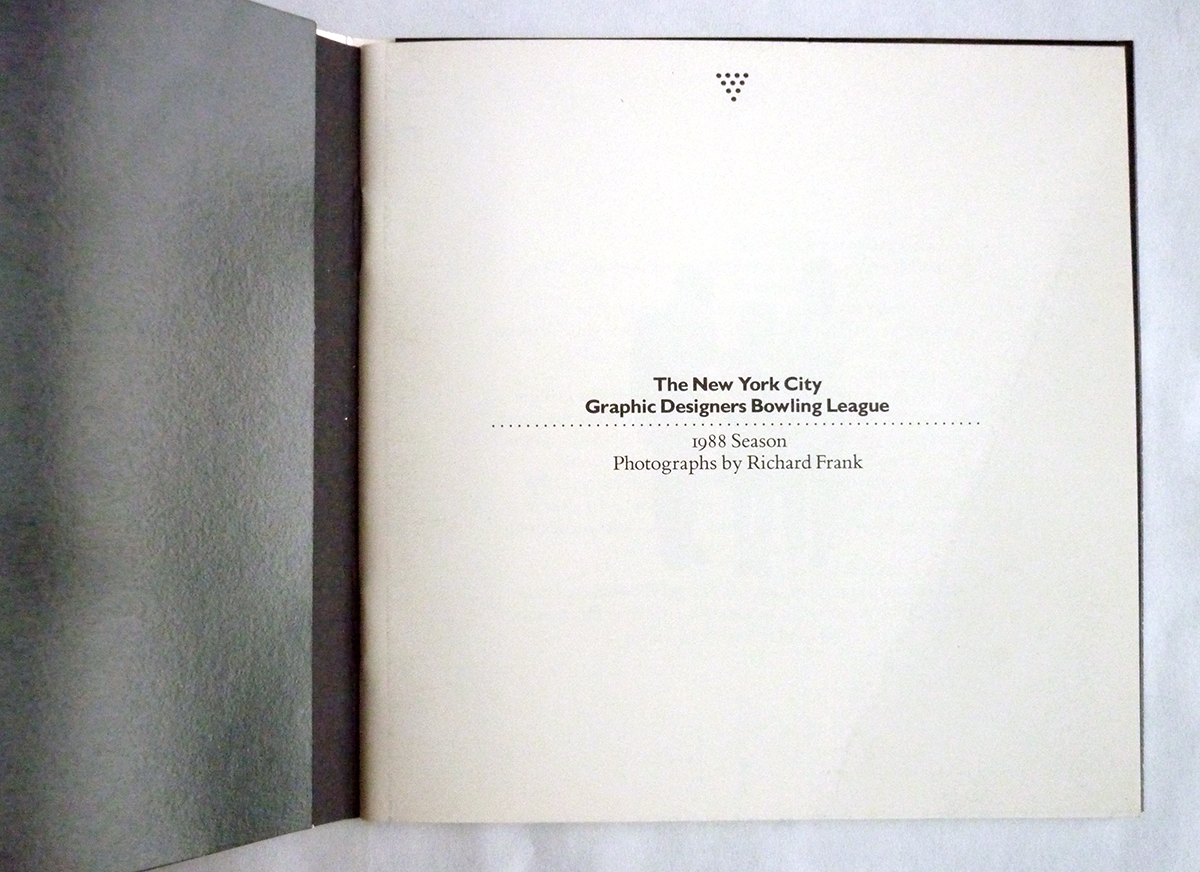 The New York City
Graphic Designers Bowling League
1988 Season
Photographs by Richard Frank